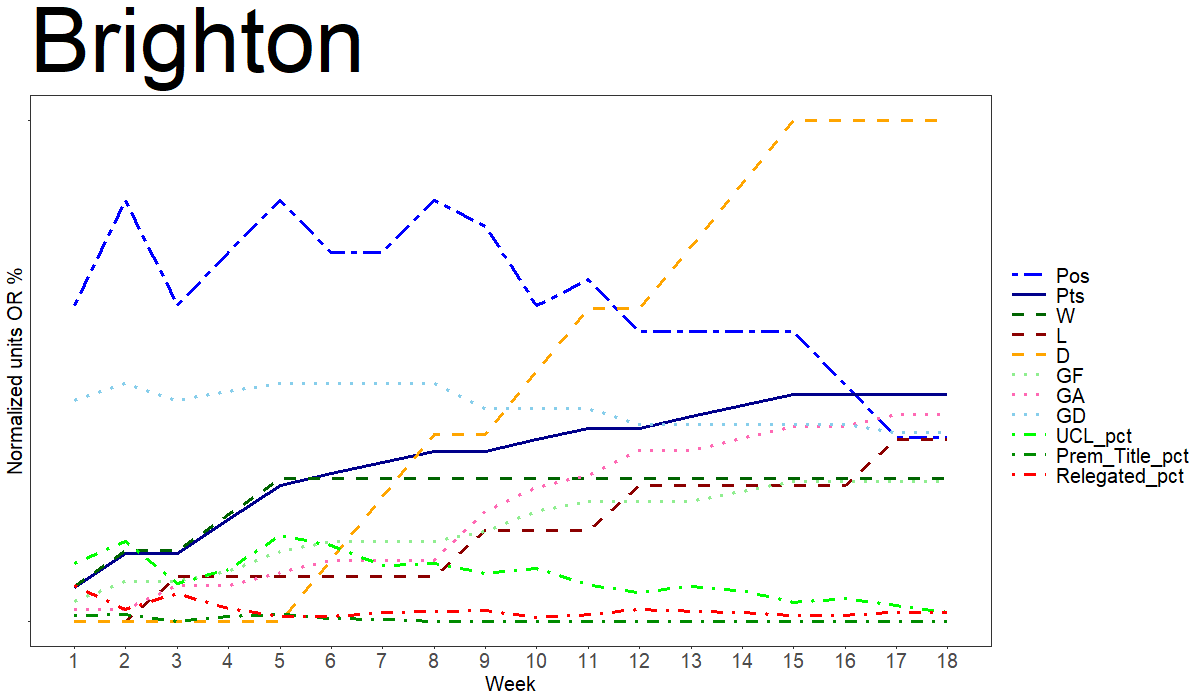 Brighton
Normalized units OR %
1 2 3 4 5 6 7 8 9 10 11 12 13 14 15 16 17 18
Week
Pos
Pts
W
L
D
GF
GA
GD
UCL_pct
Prem_Title_pct
Relegated_pct